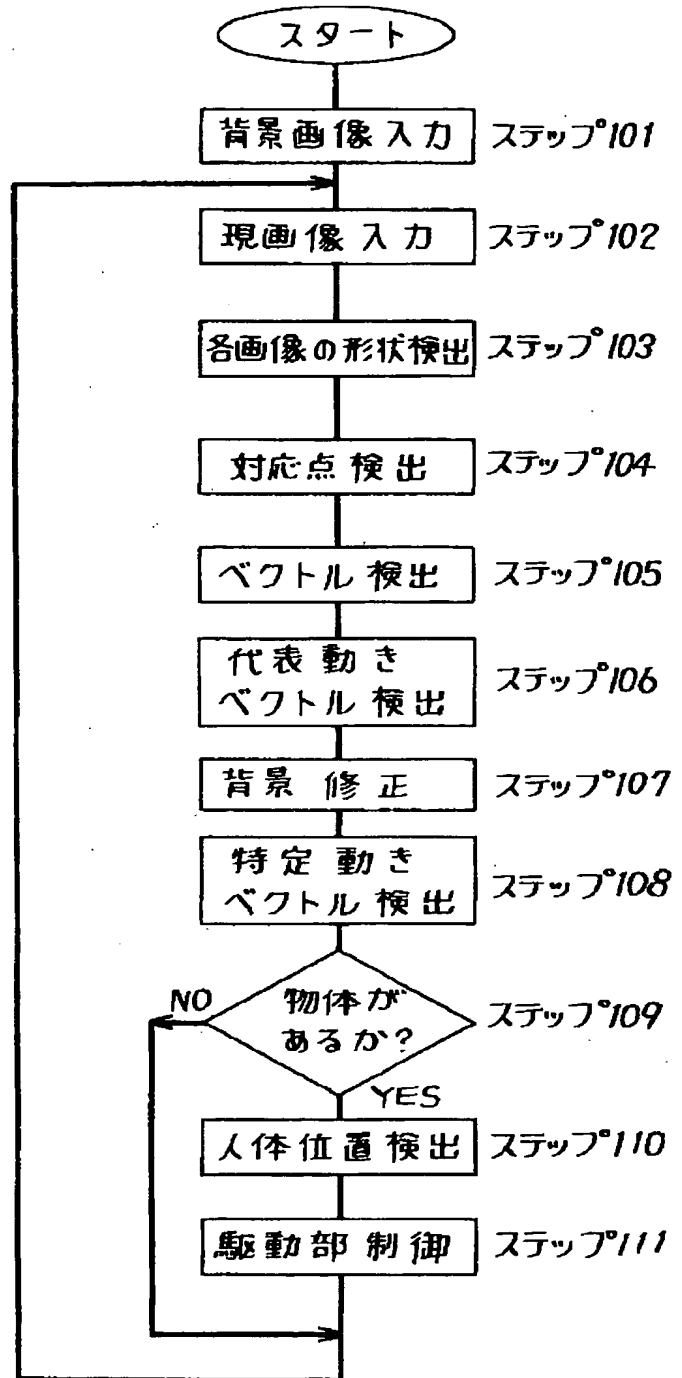 スタート
背景画像入力 ステップ101
現画像入力 ステップ102
各画像の形状検出 ステップ103
対応点検出 ステップ104
ベクトル検出 ステップ105
代表動き
ベクトル検出 ステップ106
背景修正 ステップ107
特定動き
ベクトル検出 ステップ108
NO
物体が
あるか? ステップ109
YES
人体位置検出 ステップ110
駆動部制御 ステップ111